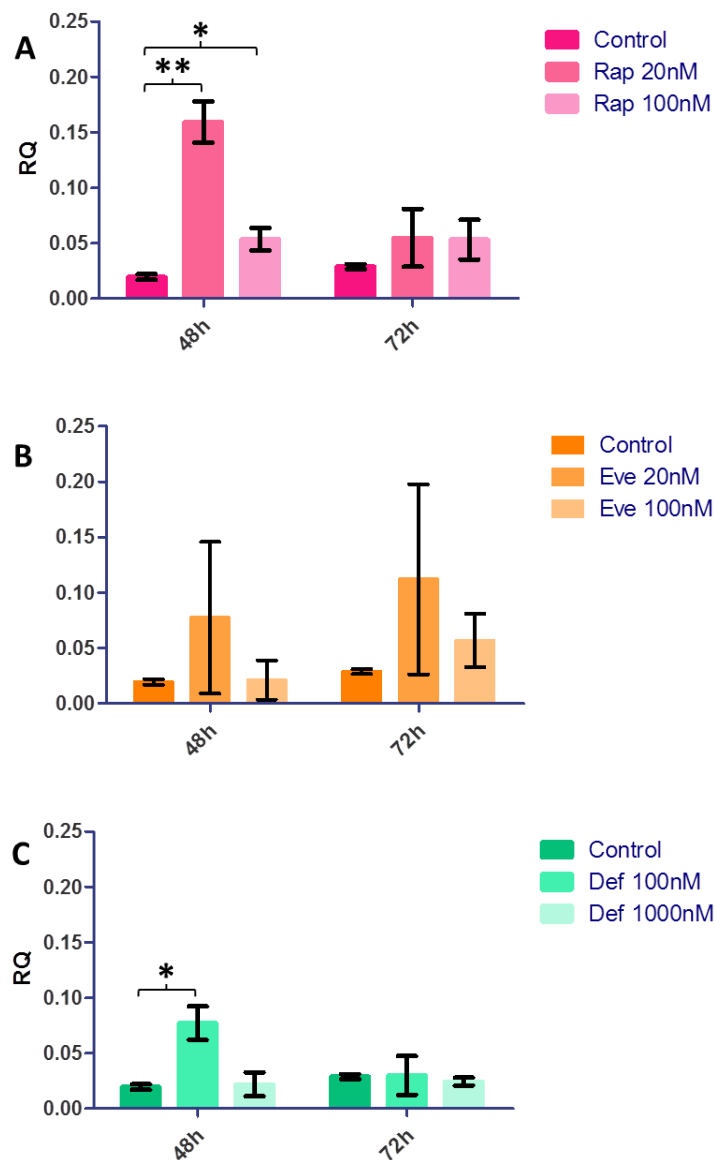 A
RQ
0.25
0.20
0.15
0.10
0.05
0.00
*
**
48h
72h
Control
Rap 20nM
Rap 100nM
B
0.25
0.20
0.15
0.10
0.05
0.00
48h
72h
Control
Eve 20nM
Eve 100nM
C
RQ
0.25
0.20
0.15
0.10
0.05
0.00
*
48h
72h
Control
Def 100nM
Def 1000nM